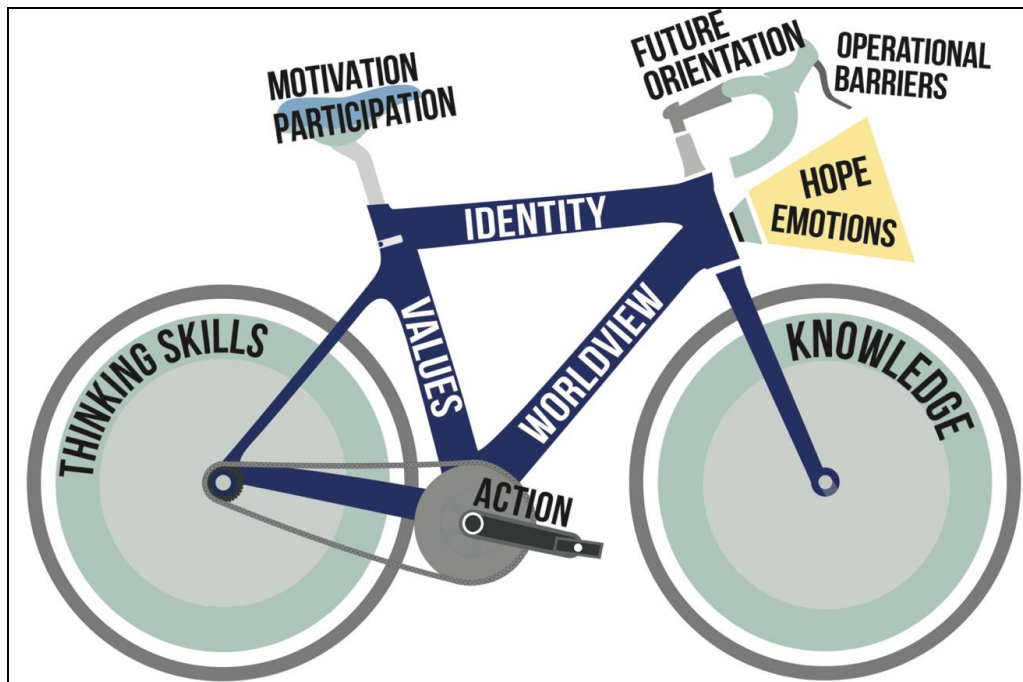 MOTIVATION
PARTICIPATION
FUTURE
ORIENTATION
OPERATIONAL
BARRIERS
HOPE
EMOTIONS
IDENTITY
VALUES
WORLDVIEW
THINKING SKILLS
KNOWLEDGE
ACTION